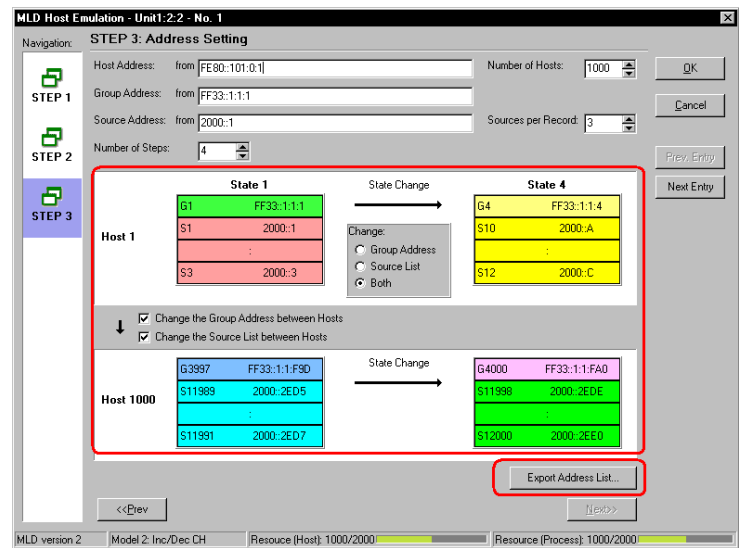 MLD Host Emulation - Unit1:2:2 - No. 1
Navigation:
STEP 3: Address Setting
Host Address: from FE80::101:0:1
Number of Hosts: 1000
OK
STEP 1
Group Address: from FF33::1:1:1
Cancel
Source Address: from 2000::1
Sources per Record: 3
STEP 2
Number of Steps: 4
Prev. Entry
Next Entry
STEP 3
State 1
State Change
State 4
Host 1
G1 FF33::1:1:1
S1 2000::1
:
S3 2000::3
Change:
Group Address
Source List
Both
G4 FF33::1:1:4
S10 2000::A
:
S12 2000::C
Change the Group Address between Hosts
Change the Source List between Hosts
Host 1000
G3997 FF33::1:1:F9D
S11989 2000::2ED5
:
S11991 2000::2ED7
State Change
G4000 FF33::1:1:FA0
S11998 2000::2EDE
:
S12000 2000::2EE0
Export Address List...
<<Prev
Next>>
MLD version 2
Model 2: Inc/Dec CH
Resouce (Host): 1000/2000
Resource (Process): 1000/2000